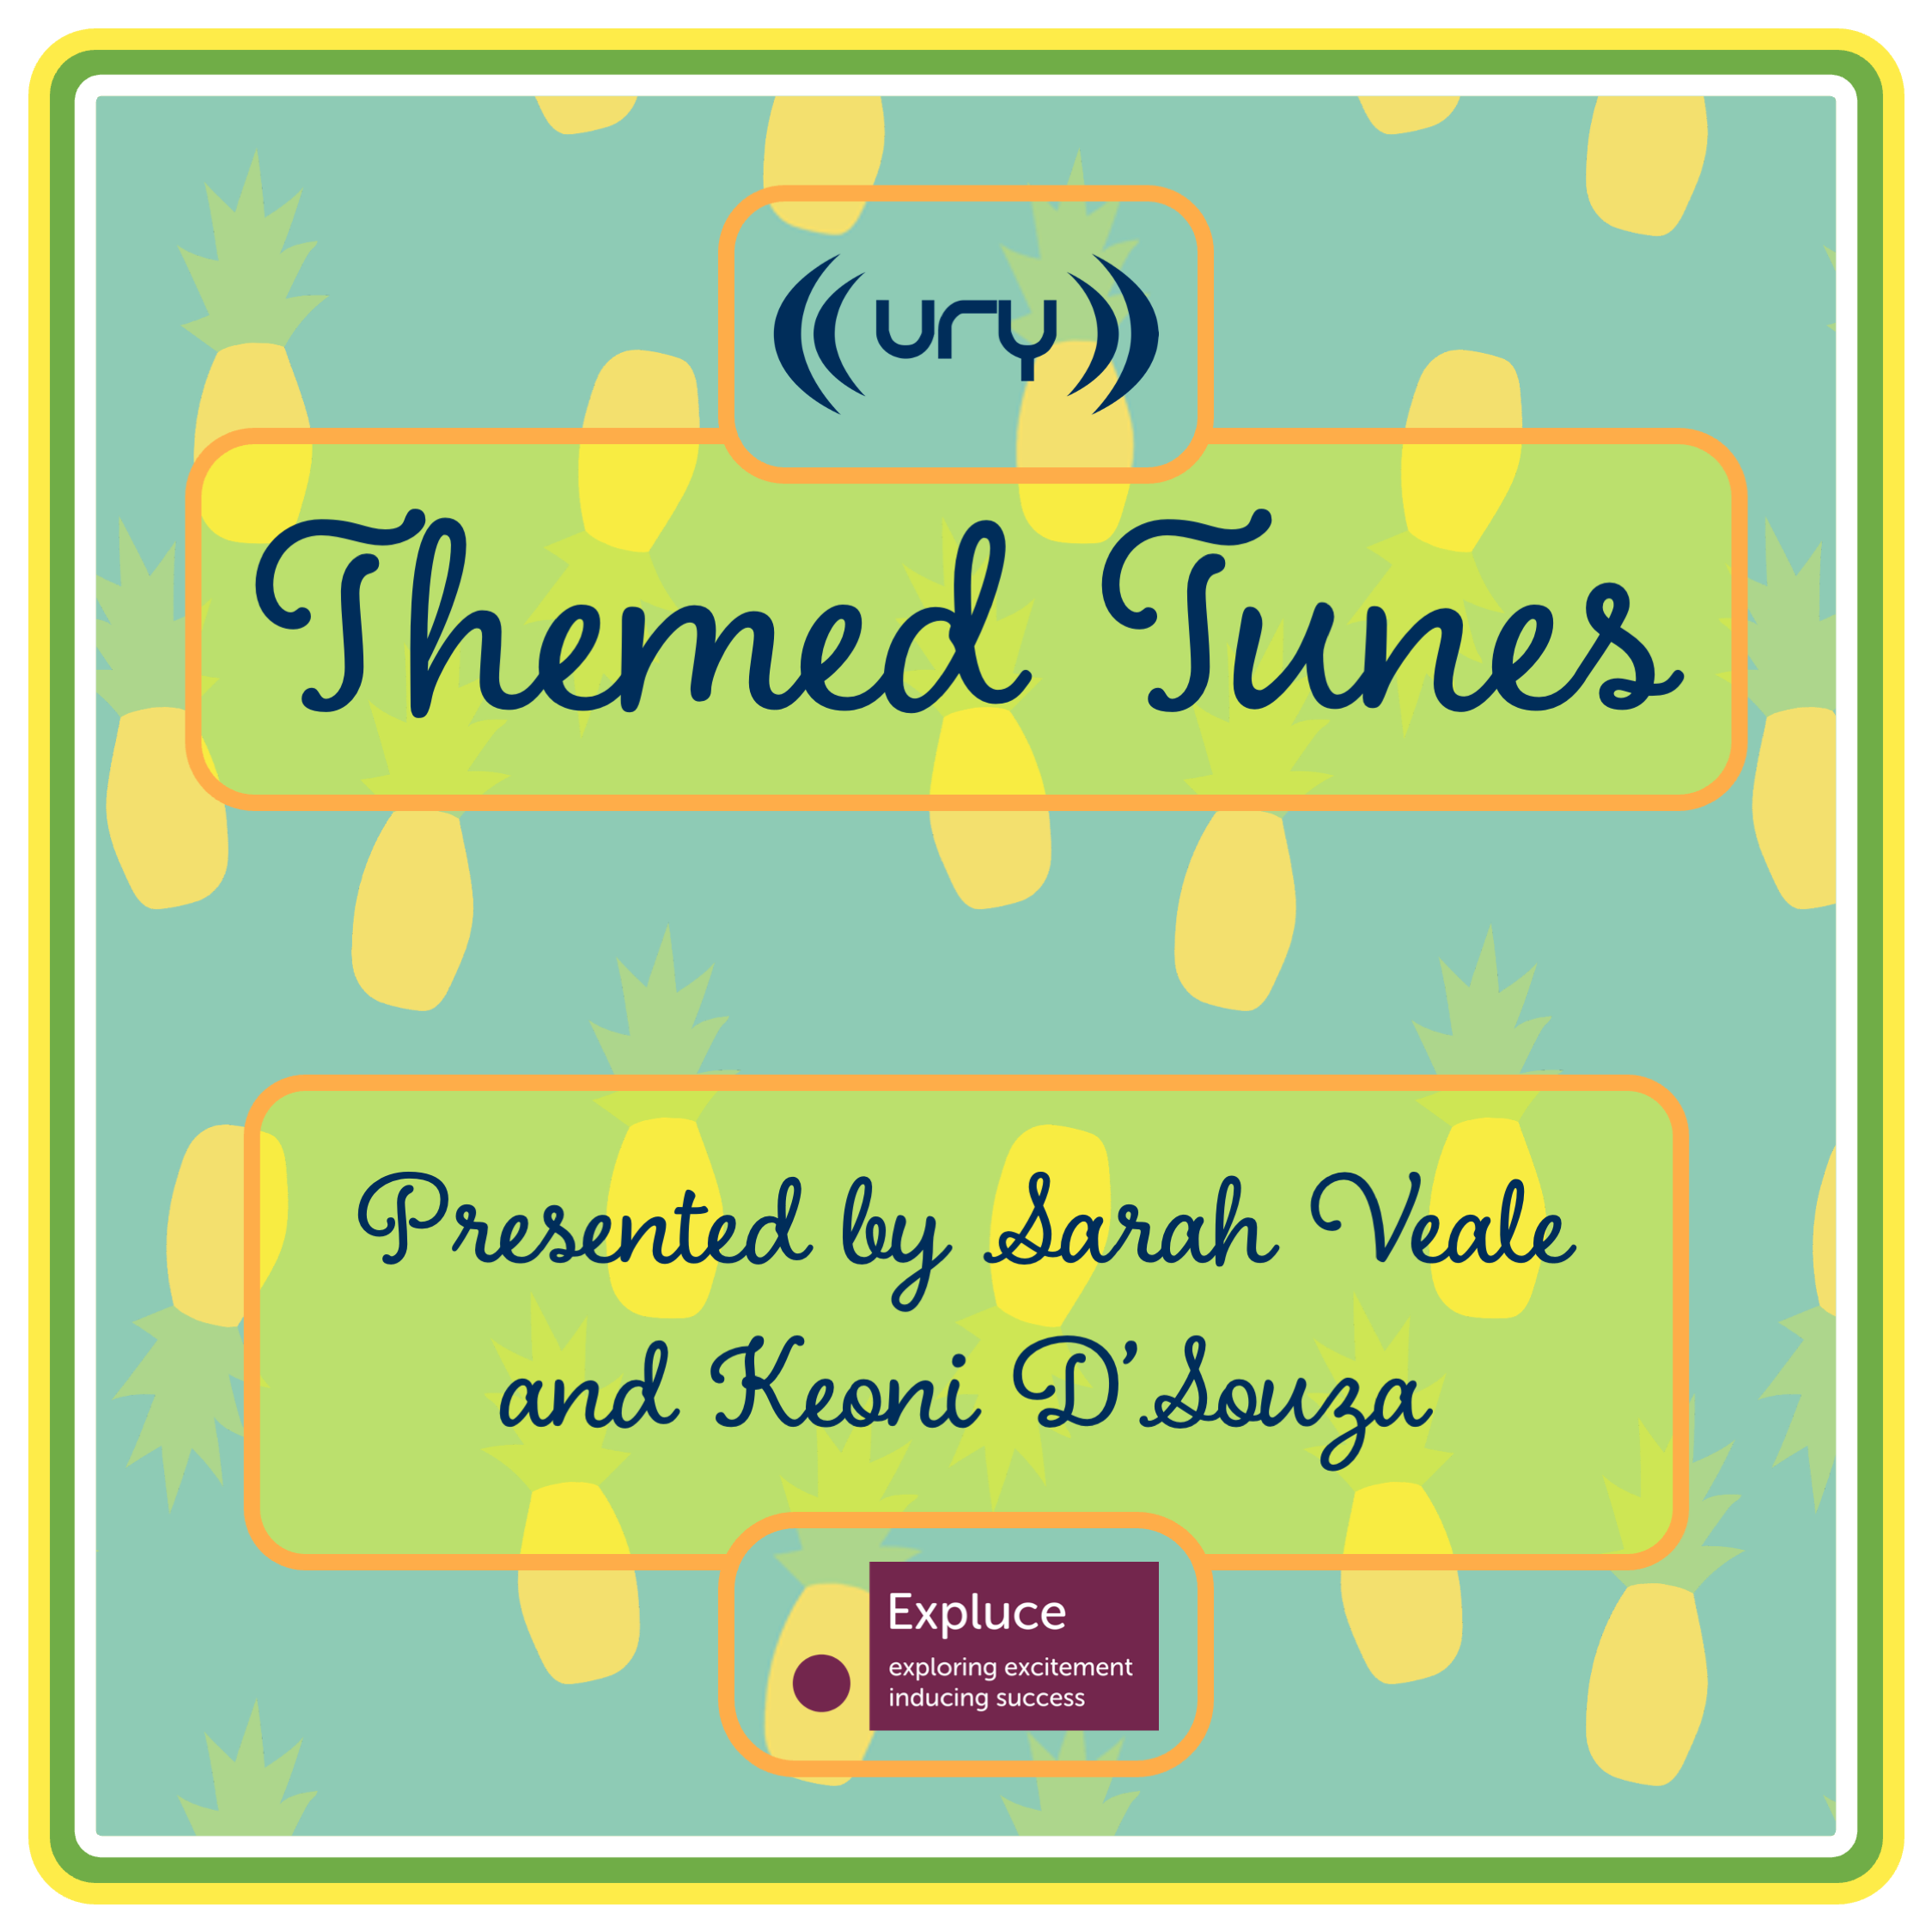 ury
Themed Tunes
Presented by Sarah Veale
and Keoni D'Souza
Expluce
exploring excitement
inducing success